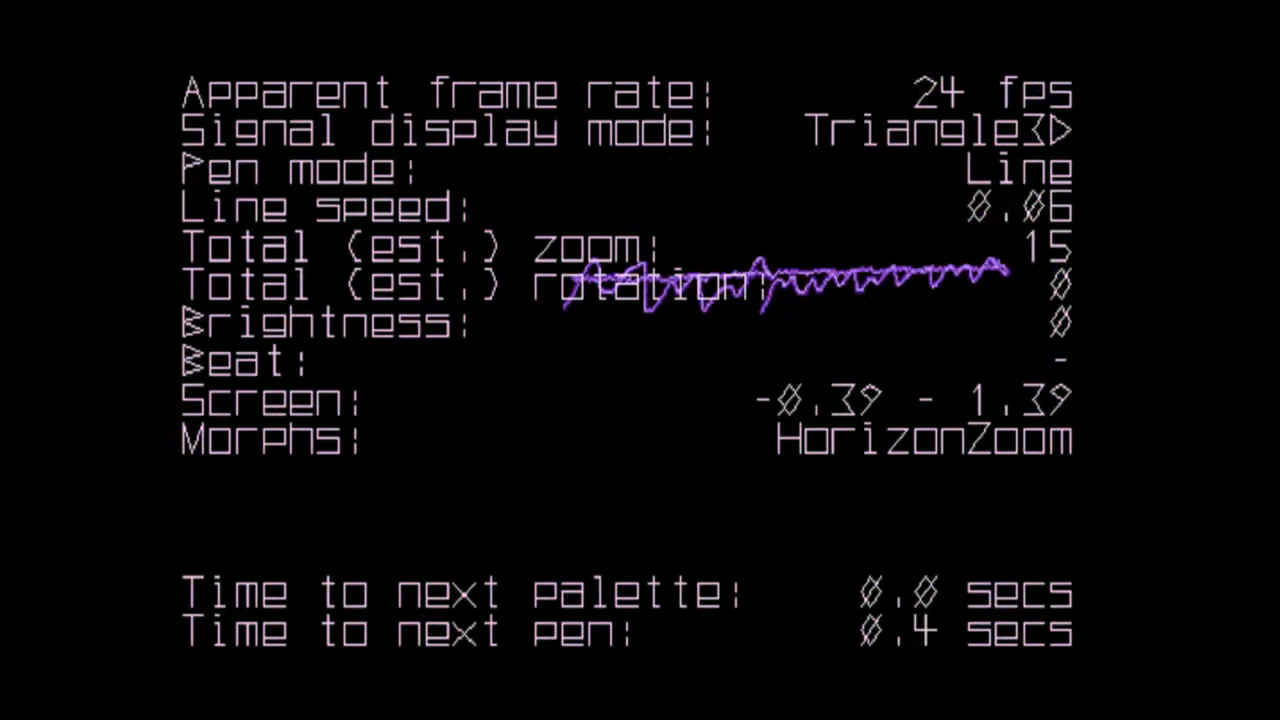 Apparent frame rate: 24 fps
Signal display mode: Triangle3D
Pen mode: Line
Line speed: 0.06
Total (est.) zoom: 15
Total (est.) rotation: 0
Brightness: 0
Beat: -
Screen: -0.39 - 1.39
Morphs: HorizonZoom
Time to next palette: 0.0 secs
Time to next pen: 0.4 secs